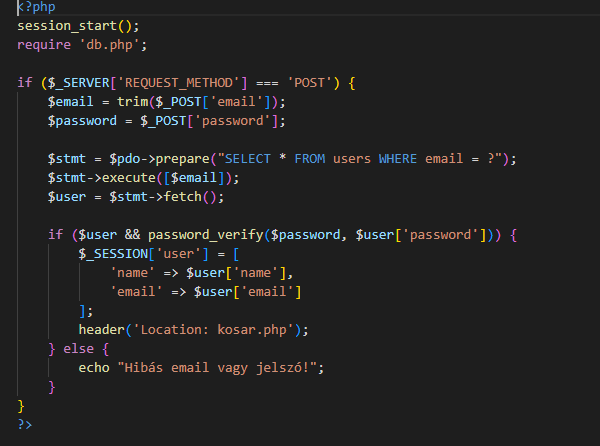 <?php
session_start();
require 'db.php';

if ($_SERVER['REQUEST_METHOD'] === 'POST') {
    $email = trim($_POST['email']);
    $password = $_POST['password'];

    $stmt = $pdo->prepare("SELECT * FROM users WHERE email = ?");
    $stmt->execute([$email]);
    $user = $stmt->fetch();

    if ($user && password_verify($password, $user['password'])) {
        $_SESSION['user'] = [
            'name' => $user['name'],
            'email' => $user['email']
        ];
        header('Location: kosar.php');
    } else {
        echo "Hibás email vagy jelszó!";
    }
}
?>